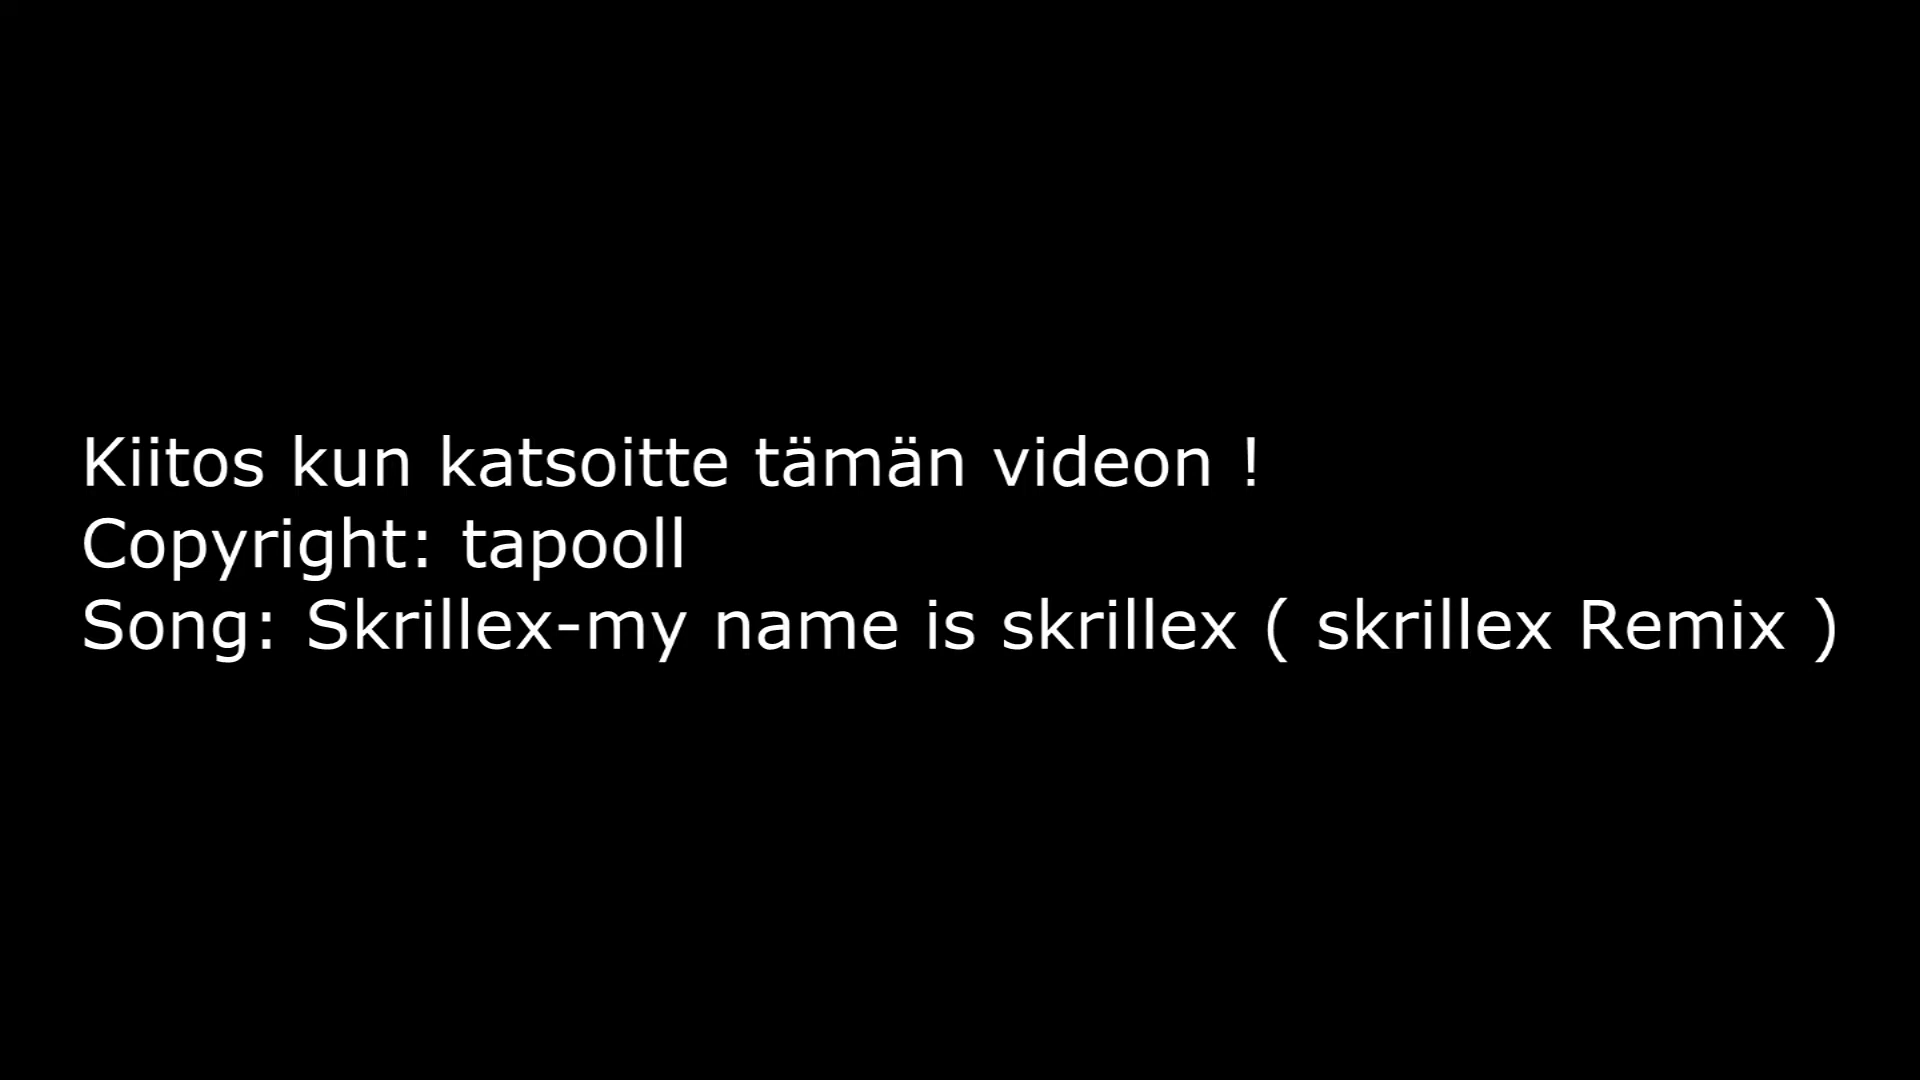 Kiitos kun katsoitte tämän videon !
Copyright: tapooll
Song: Skrillex-my name is skrillex ( skrillex Remix )